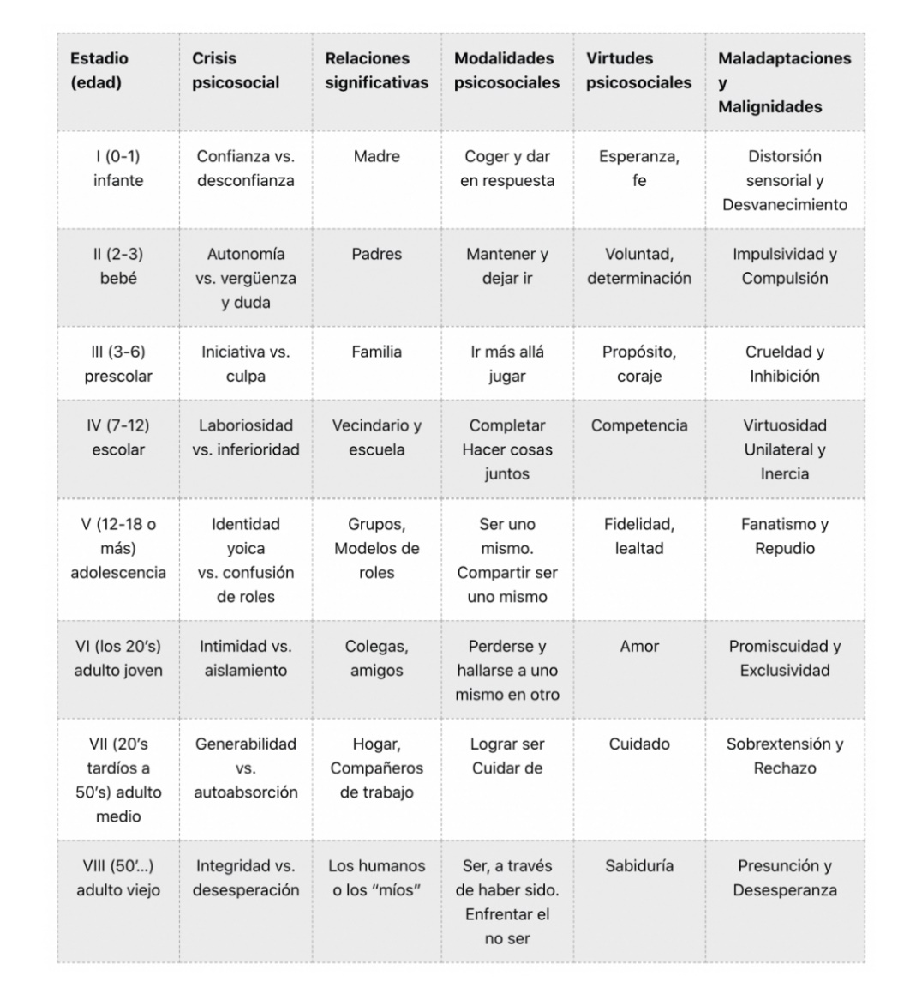 Estadio (edad) | Crisis psicosocial | Relaciones significativas | Modalidades psicosociales | Virtudes psicosociales | Maladaptaciones y Malignidades
I (0-1) infante | Confianza vs. desconfianza | Madre | Coger y dar en respuesta | Esperanza, fe | Distorsión sensorial y Desvanecimiento
II (2-3) bebé | Autonomía vs. vergüenza y duda | Padres | Mantener y dejar ir | Voluntad, determinación | Impulsividad y Compulsión
III (3-6) prescolar | Iniciativa vs. culpa | Familia | Ir más allá jugar | Propósito, coraje | Crueldad y Inhibición
IV (7-12) escolar | Laboriosidad vs. inferioridad | Vecindario y escuela | Completar Hacer cosas juntos | Competencia | Virtuosidad Unilateral y Inercia
V (12-18 o más) adolescencia | Identidad yoica vs. confusión de roles | Grupos, Modelos de roles | Ser uno mismo. Compartir ser uno mismo | Fidelidad, lealtad | Fanatismo y Repudio
VI (los 20’s) adulto joven | Intimidad vs. aislamiento | Colegas, amigos | Perderse y hallarse a uno mismo en otro | Amor | Promiscuidad y Exclusividad
VII (20’s tardíos a 50’s) adulto medio | Generabilidad vs. autoabsorción | Hogar, Compañeros de trabajo | Lograr ser Cuidar de | Cuidado | Sobrextensión y Rechazo
VIII (50’…) adulto viejo | Integridad vs. desesperación | Los humanos o los “míos” | Ser, a través de haber sido. Enfrentar el no ser | Sabiduría | Presunción y Desesperanza